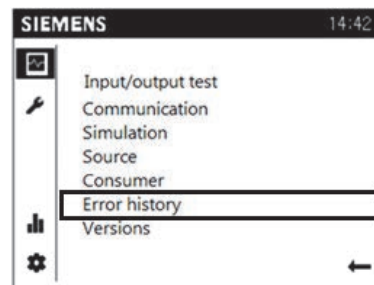 SIEMENS 14:42
Input/output test
Communication
Simulation
Source
Consumer
Error history
Versions